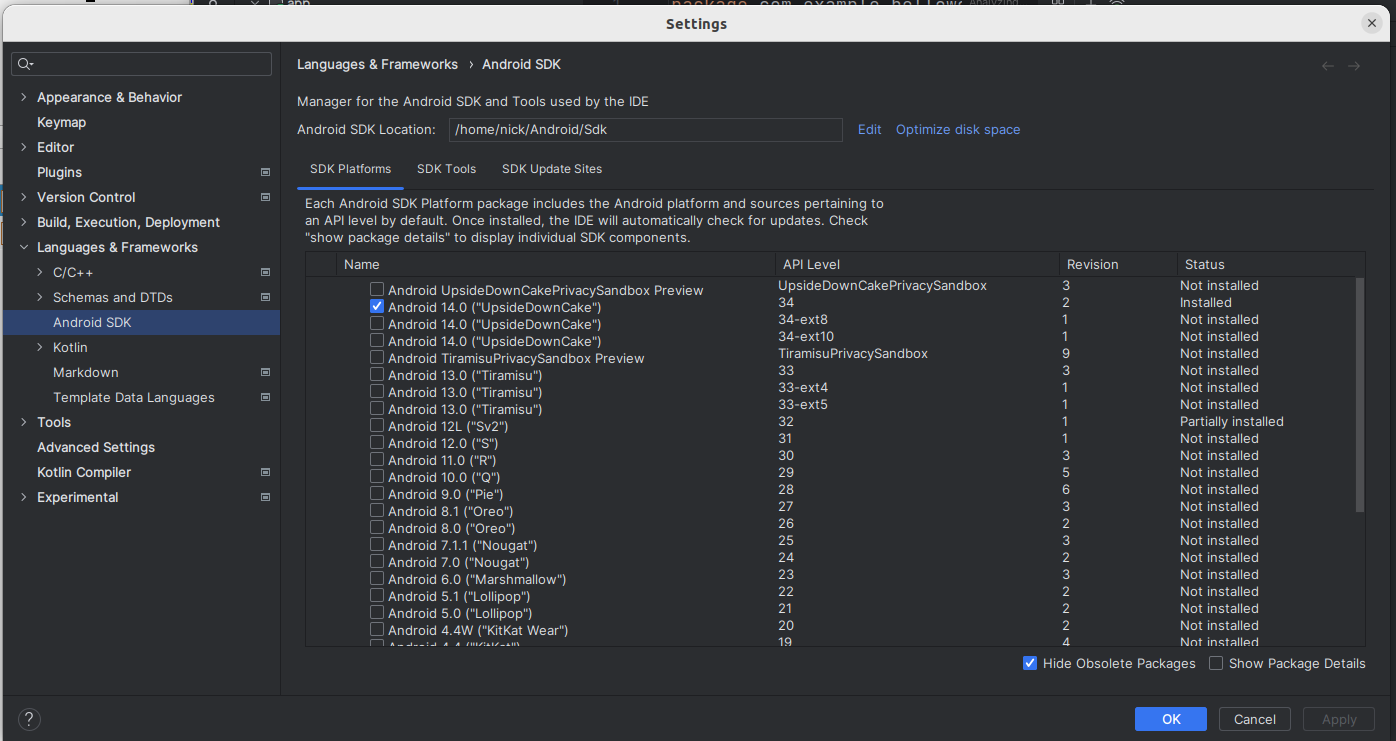 app
package com.example.hellow
Analyzing
Settings
Languages & Frameworks › Android SDK
Appearance & Behavior
Keymap
Editor
Plugins
Version Control
Build, Execution, Deployment
Languages & Frameworks
C/C++
Schemas and DTDs
Android SDK
Kotlin
Markdown
Template Data Languages
Tools
Advanced Settings
Kotlin Compiler
Experimental
Manager for the Android SDK and Tools used by the IDE
Android SDK Location: /home/nick/Android/Sdk Edit Optimize disk space
SDK Platforms SDK Tools SDK Update Sites
Each Android SDK Platform package includes the Android platform and sources pertaining to
an API level by default. Once installed, the IDE will automatically check for updates. Check
"show package details" to display individual SDK components.
Name API Level Revision Status
Android UpsideDownCakePrivacySandbox Preview UpsideDownCakePrivacySandbox 3 Not installed
Android 14.0 ("UpsideDownCake") 34 2 Installed
Android 14.0 ("UpsideDownCake") 34-ext8 1 Not installed
Android 14.0 ("UpsideDownCake") 34-ext10 1 Not installed
Android TiramisuPrivacySandbox Preview TiramisuPrivacySandbox 9 Not installed
Android 13.0 ("Tiramisu") 33 3 Not installed
Android 13.0 ("Tiramisu") 33-ext4 1 Not installed
Android 13.0 ("Tiramisu") 33-ext5 1 Not installed
Android 12L ("Sv2") 32 1 Partially installed
Android 12.0 ("S") 31 1 Not installed
Android 11.0 ("R") 30 3 Not installed
Android 10.0 ("Q") 29 5 Not installed
Android 9.0 ("Pie") 28 6 Not installed
Android 8.1 ("Oreo") 27 3 Not installed
Android 8.0 ("Oreo") 26 2 Not installed
Android 7.1.1 ("Nougat") 25 3 Not installed
Android 7.0 ("Nougat") 24 2 Not installed
Android 6.0 ("Marshmallow") 23 3 Not installed
Android 5.1 ("Lollipop") 22 2 Not installed
Android 5.0 ("Lollipop") 21 2 Not installed
Android 4.4W ("KitKat Wear") 20 2 Not installed
Android 4.4 ("KitKat") 19 4 Not installed
Hide Obsolete Packages Show Package Details
? OK Cancel Apply